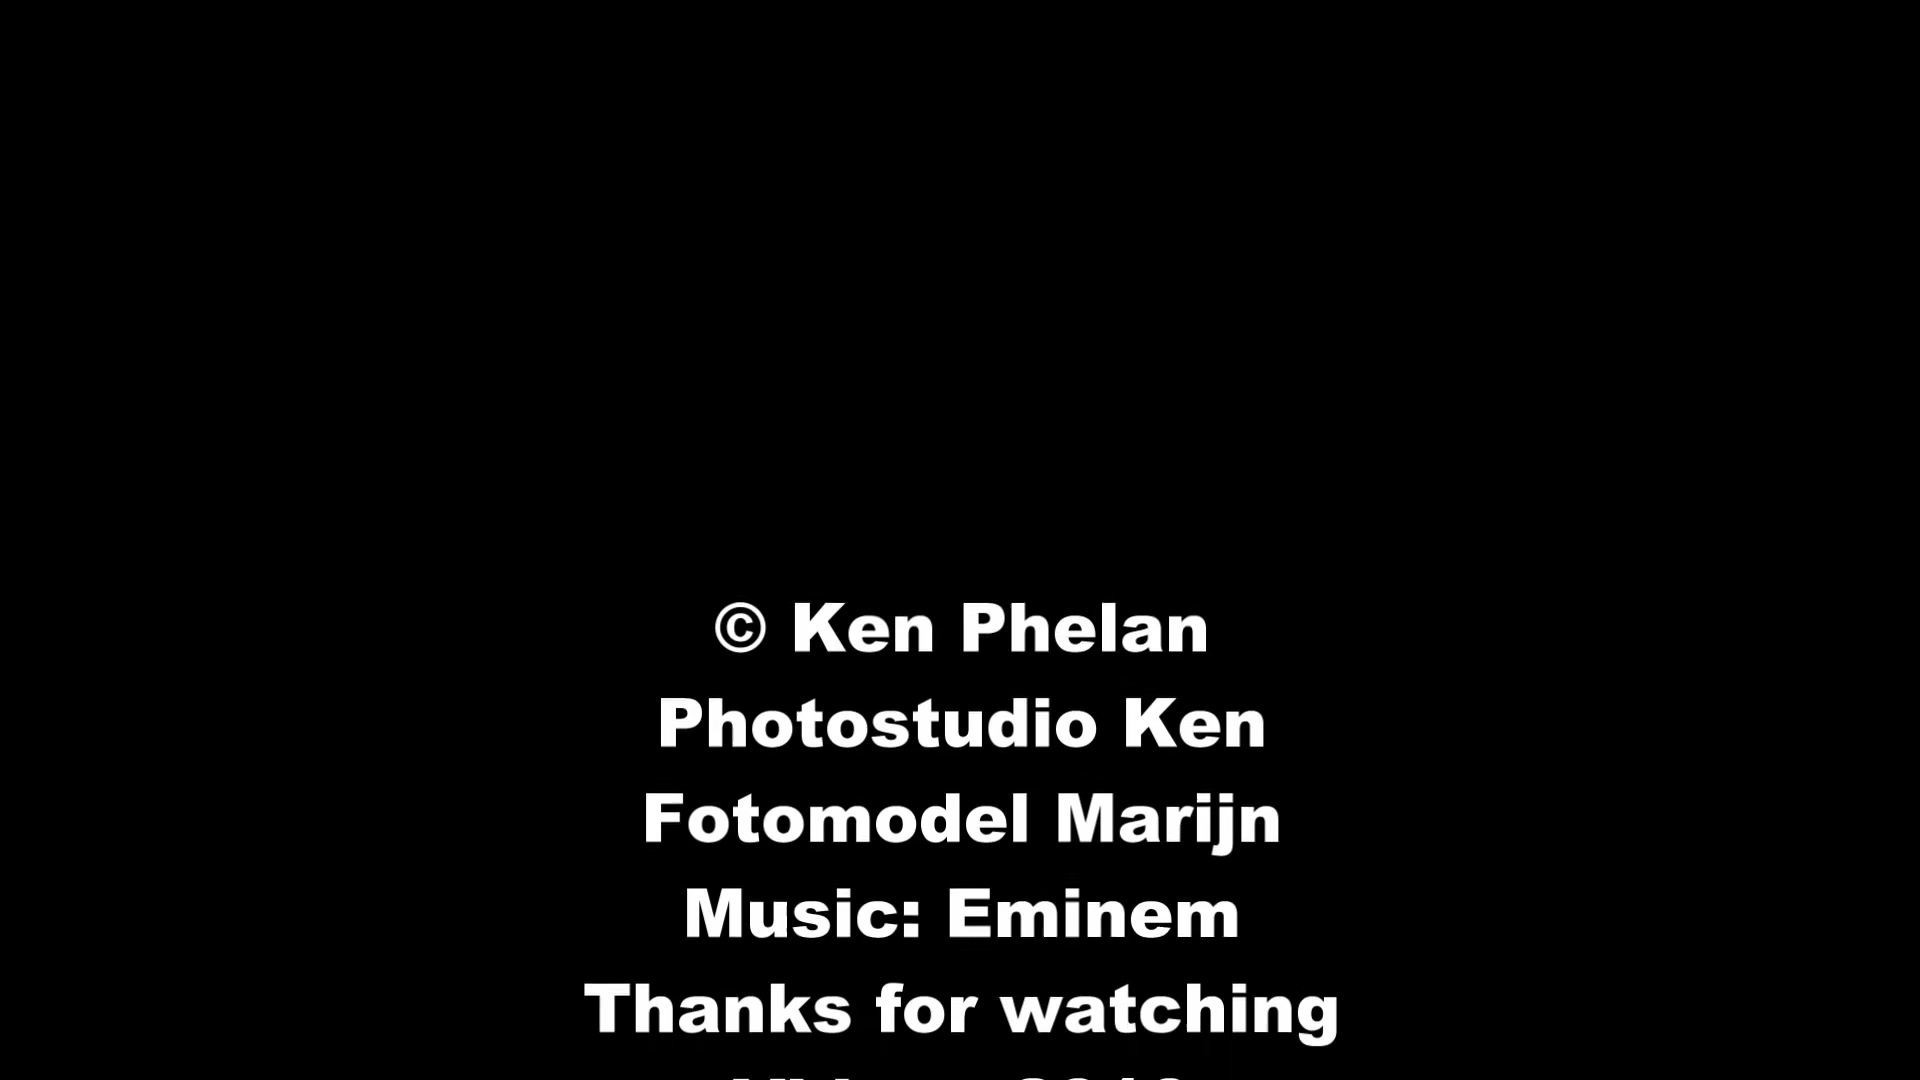 © Ken Phelan
Photostudio Ken
Fotomodel Marijn
Music: Eminem
Thanks for watching